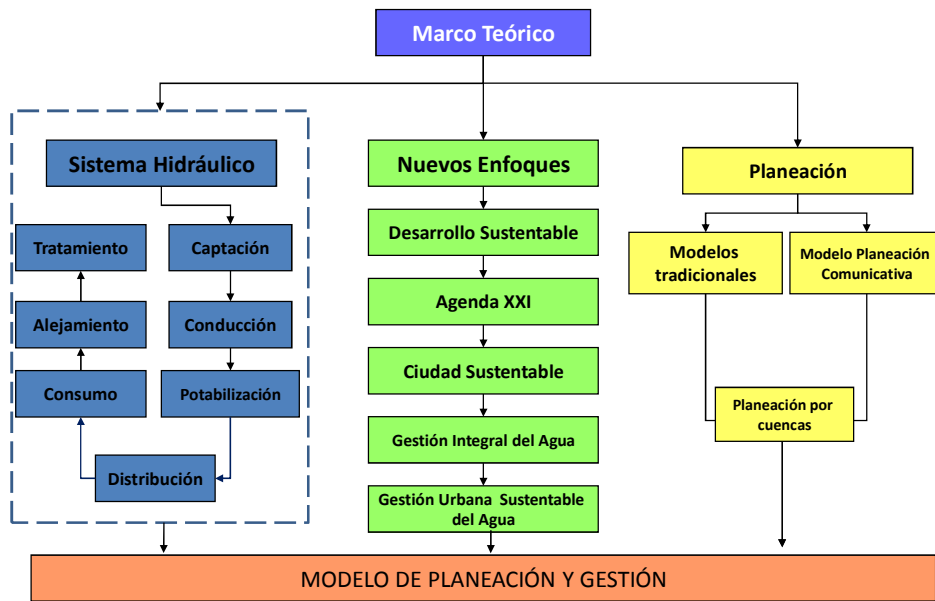 Marco Teórico
Sistema Hidráulico
Tratamiento
Captación
Alejamiento
Conducción
Consumo
Potabilización
Distribución
Nuevos Enfoques
Desarrollo Sustentable
Agenda XXI
Ciudad Sustentable
Gestión Integral del Agua
Gestión Urbana Sustentable
del Agua
Planeación
Modelos
tradicionales
Modelo Planeación
Comunicativa
Planeación por
cuencas
MODELO DE PLANEACIÓN Y GESTIÓN